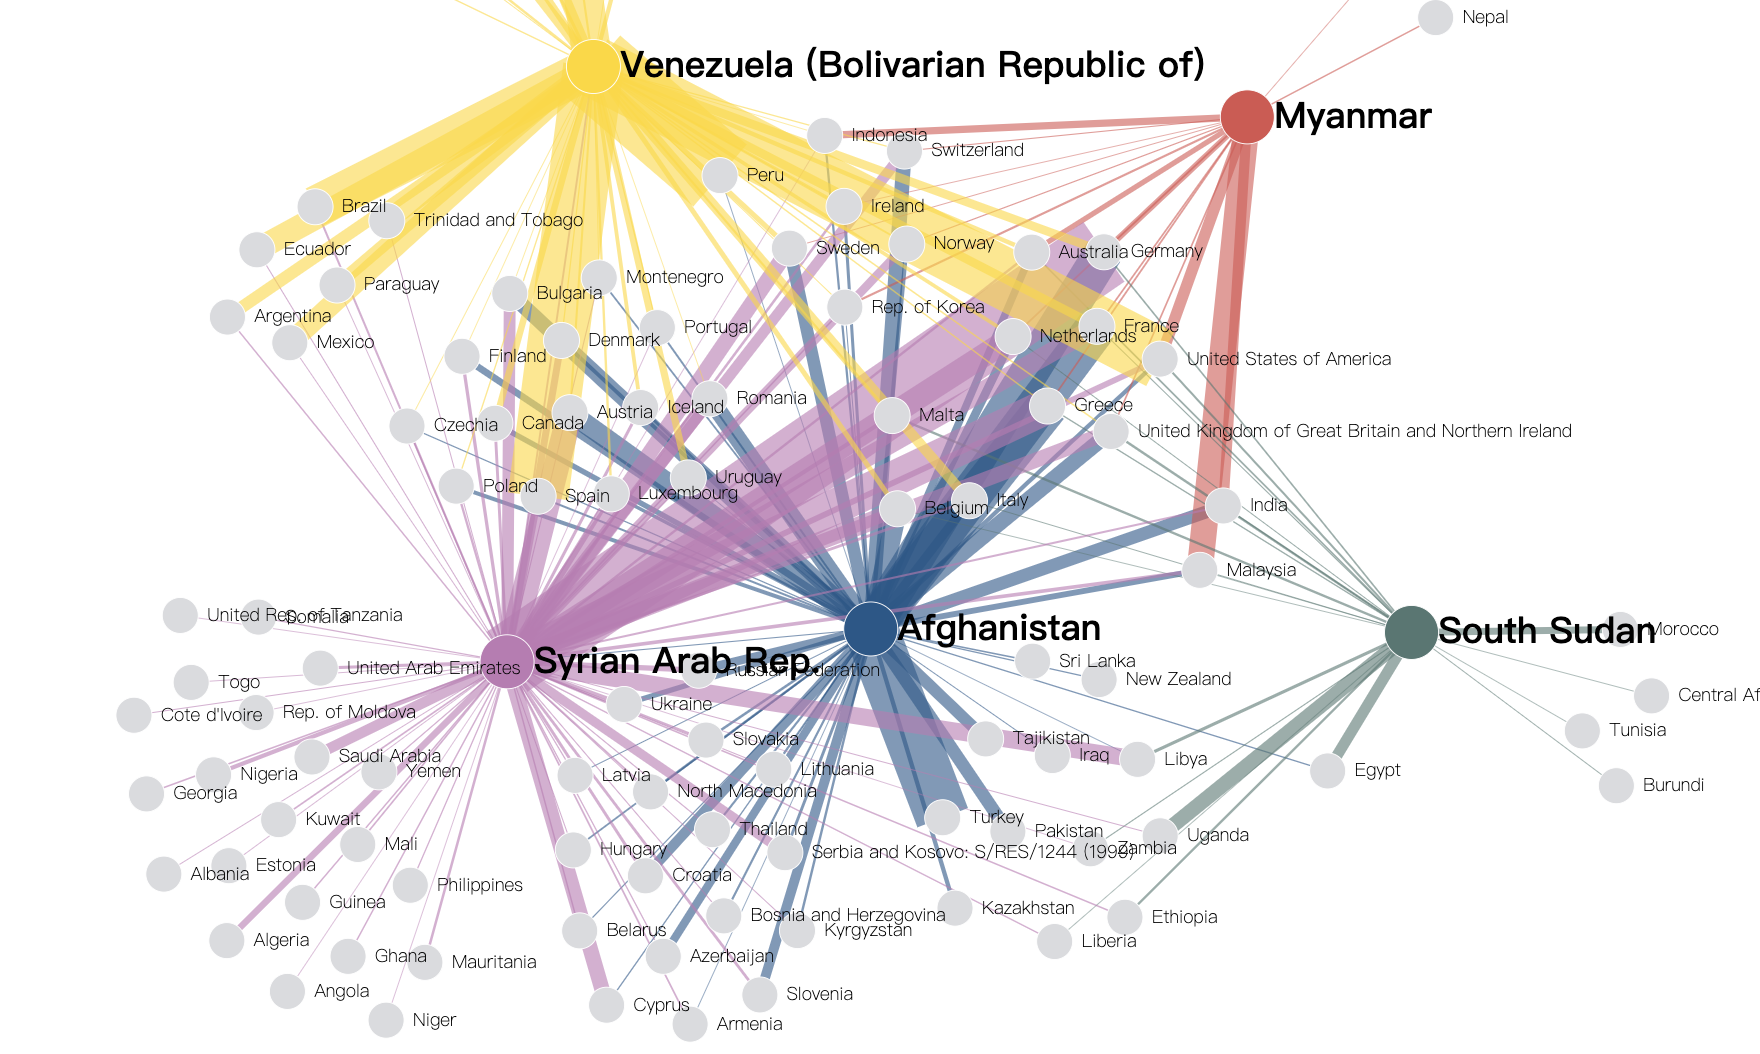 Nepal
Venezuela (Bolivarian Republic of)
Myanmar
Indonesia
Switzerland
Peru
Brazil
Ireland
Trinidad and Tobago
Ecuador
Sweden
Norway
Australia
Germany
Montenegro
Paraguay
Bulgaria
Rep. of Korea
Argentina
Portugal
France
Mexico
Denmark
Netherlands
Finland
United States of America
Romania
Iceland
Greece
Austria
Malta
Czechia
Canada
United Kingdom of Great Britain and Northern Ireland
Uruguay
Poland
Spain
Luxembourg
Italy
Belgium
India
Malaysia
United Rep. of Tanzania
Somalia
Afghanistan
South Sudan
Morocco
Syrian Arab Rep.
Russian Federation
United Arab Emirates
Sri Lanka
New Zealand
Togo
Central Af
Cote d'Ivoire
Rep. of Moldova
Ukraine
Tunisia
Slovakia
Tajikistan
Saudi Arabia
Iraq
Libya
Yemen
Nigeria
Latvia
Lithuania
Egypt
Georgia
North Macedonia
Burundi
Kuwait
Turkey
Thailand
Pakistan
Uganda
Mali
Hungary
Serbia and Kosovo: S/RES/1244 (1999)
Zambia
Albania
Estonia
Croatia
Philippines
Guinea
Kazakhstan
Bosnia and Herzegovina
Ethiopia
Algeria
Belarus
Kyrgyzstan
Liberia
Ghana
Mauritania
Azerbaijan
Angola
Slovenia
Cyprus
Niger
Armenia